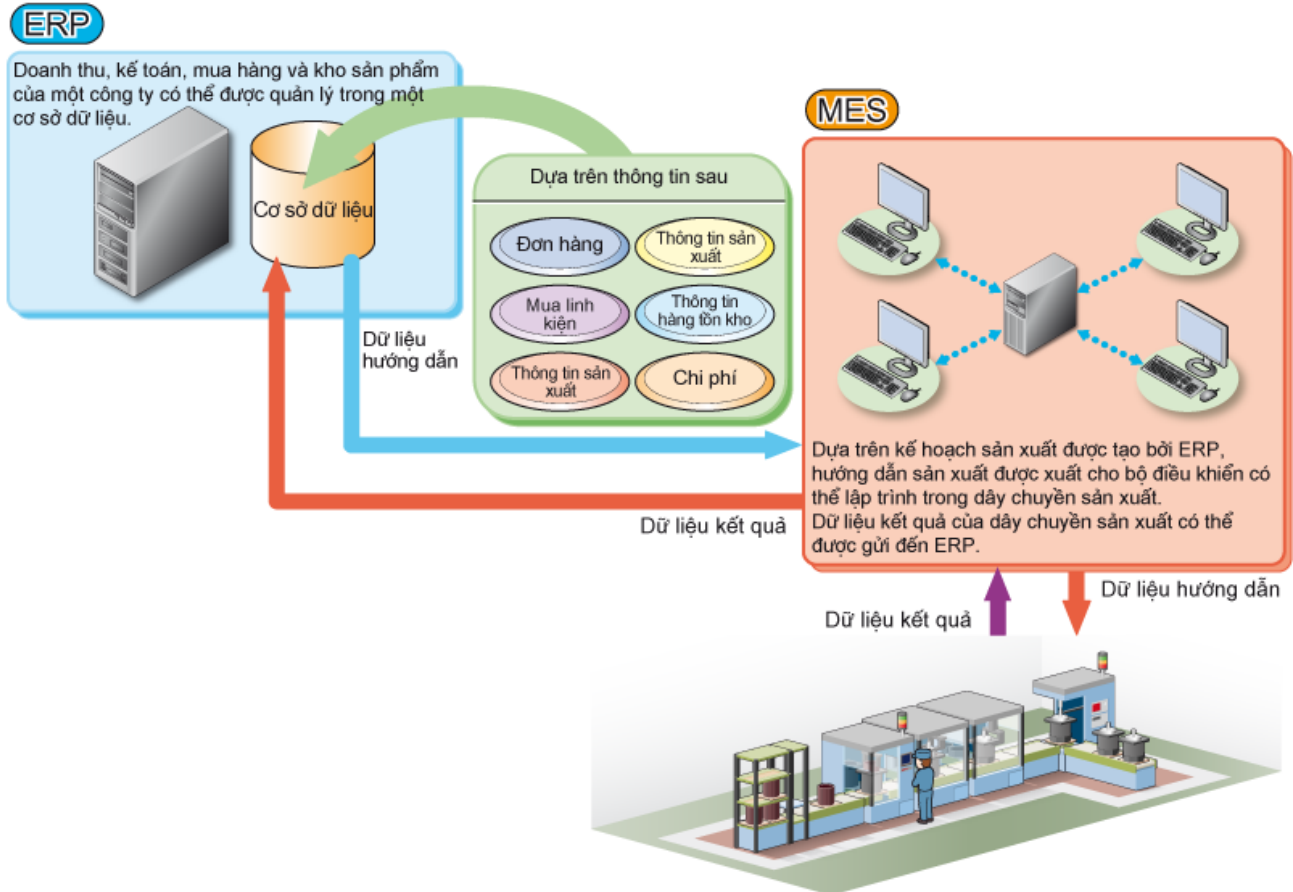 ERP
Doanh thu, kế toán, mua hàng và kho sản phẩm
của một công ty có thể được quản lý trong một
cơ sở dữ liệu.
Cơ sở dữ liệu
Dữ liệu
hướng dẫn
Dựa trên thông tin sau
Đơn hàng
Thông tin sản
xuất
Mua linh
kiện
Thông tin
hàng tồn kho
Thông tin sản
xuất
Chi phí
MES
Dựa trên kế hoạch sản xuất được tạo bởi ERP,
hướng dẫn sản xuất được xuất cho bộ điều khiển có
thể lập trình trong dây chuyền sản xuất.
Dữ liệu kết quả của dây chuyền sản xuất có thể
được gửi đến ERP.
Dữ liệu kết quả
Dữ liệu hướng dẫn
Dữ liệu kết quả